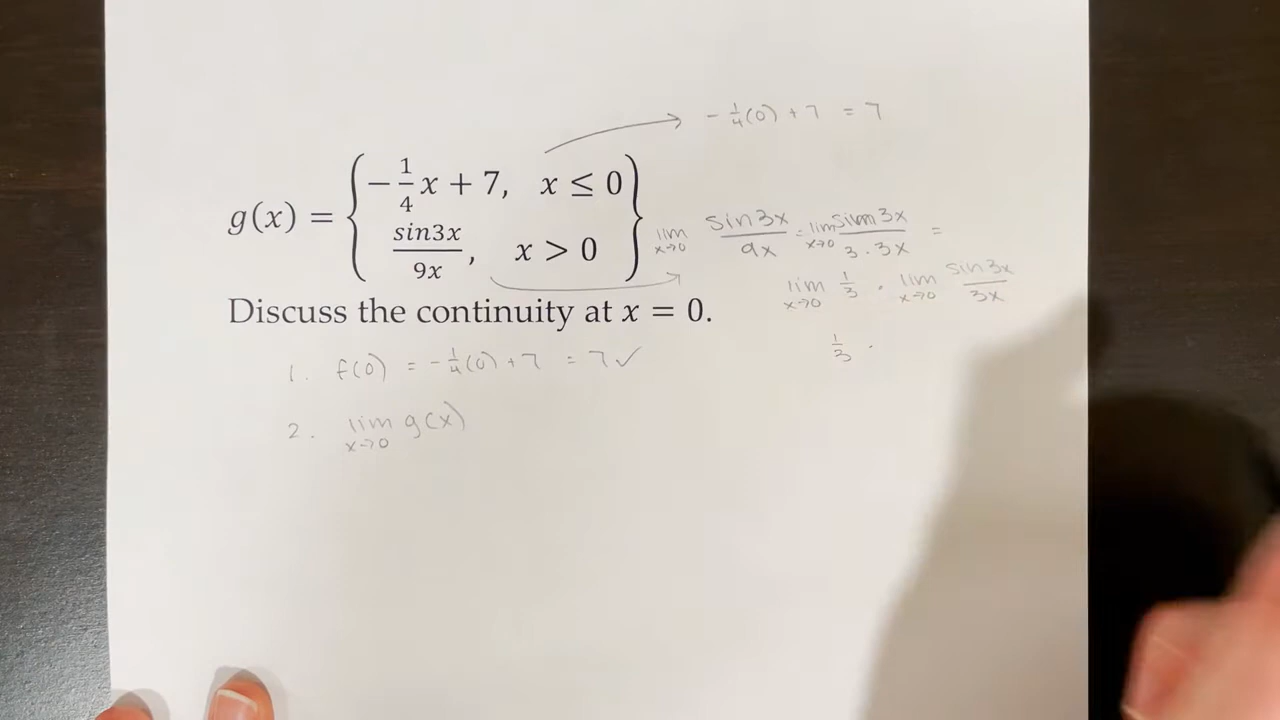 -1/4(0) + 7 = 7
g(x) = { -1/4 x + 7, x ≤ 0
sin3x/9x, x > 0 }
lim x→0 sin3x/9x = lim x→0 sin 3x/3·3x =
lim x→0 1/3 · lim x→0 sin3x/3x
Discuss the continuity at x = 0.
1/3 ·
1. f(0) = -1/4(0) + 7 = 7 ✓
2. lim x→0 g(x)